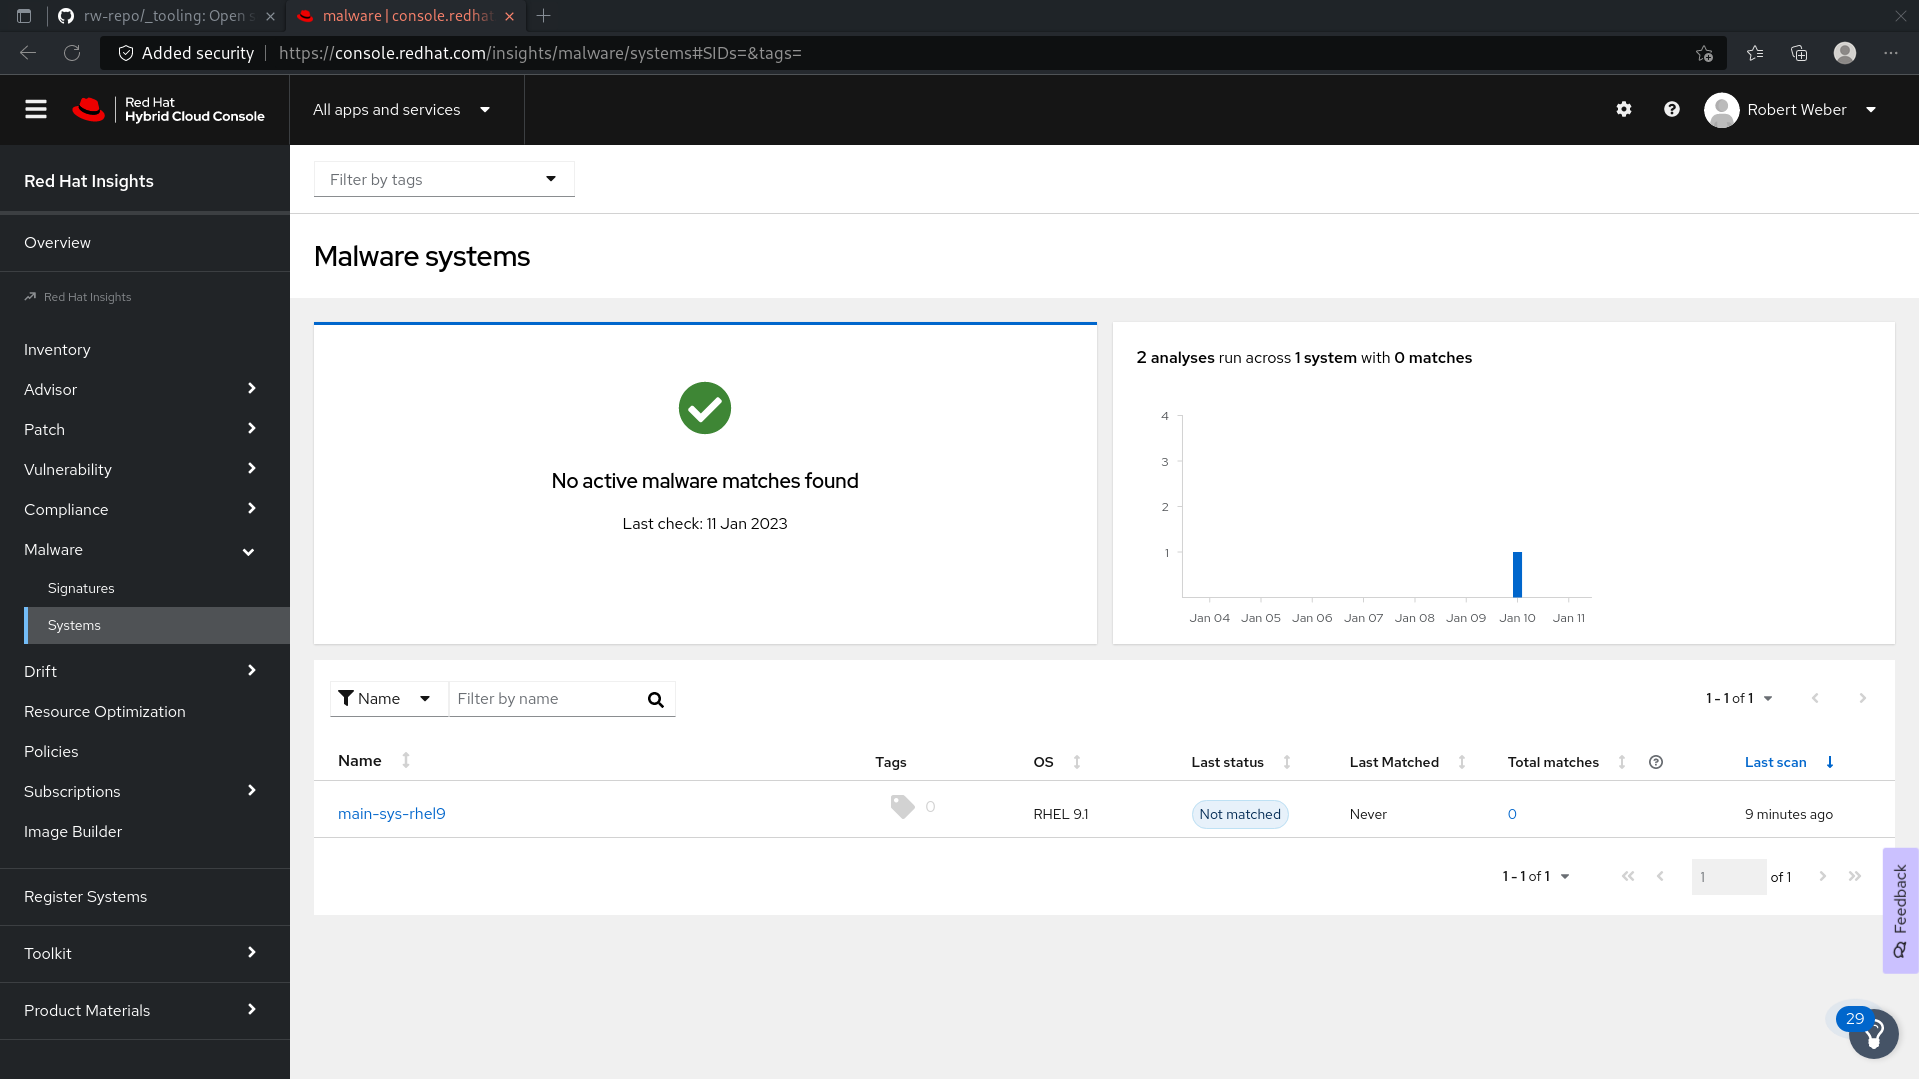 rw-repo/_tooling: Open s
malware | console.redhat
Added security
https://console.redhat.com/insights/malware/systems#SIDs=&tags=
Red Hat
Hybrid Cloud Console
All apps and services
Robert Weber
Red Hat Insights
Overview
Red Hat Insights
Inventory
Advisor
Patch
Vulnerability
Compliance
Malware
Signatures
Systems
Drift
Resource Optimization
Policies
Subscriptions
Image Builder
Register Systems
Toolkit
Product Materials
Filter by tags
Malware systems
No active malware matches found
Last check: 11 Jan 2023
2 analyses run across 1 system with 0 matches
4
3
2
1
Jan 04 Jan 05 Jan 06 Jan 07 Jan 08 Jan 09 Jan 10 Jan 11
Name Filter by name 1 - 1 of 1
Name Tags OS Last status Last Matched Total matches Last scan
main-sys-rhel9 0 RHEL 9.1 Not matched Never 0 9 minutes ago
1 - 1 of 1 1 of 1
Feedback
29